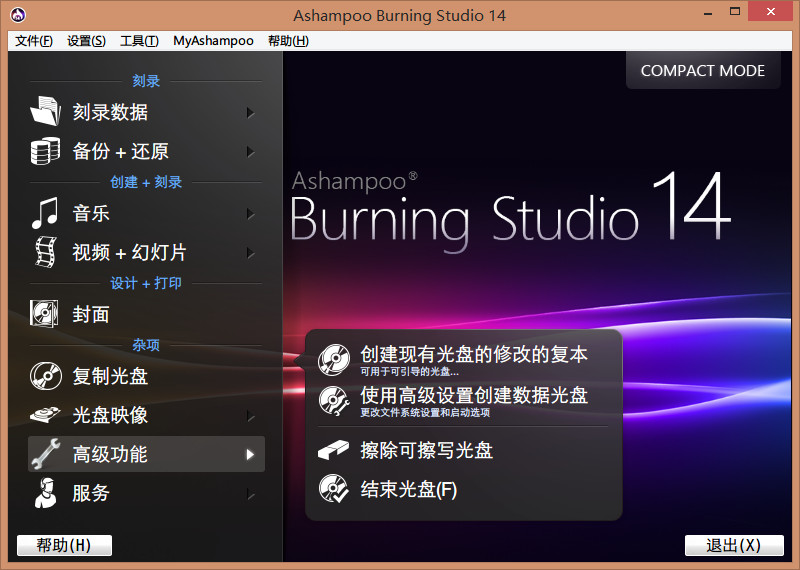 Ashampoo Burning Studio 14
文件(F) 设置(S) 工具(T) MyAshampoo 帮助(H)
COMPACT MODE
刻录
刻录数据
备份 + 还原
创建 + 刻录
音乐
视频 + 幻灯片
设计 + 打印
封面
杂项
复制光盘
光盘映像
高级功能
服务
帮助(H)
Ashampoo®
Burning Studio 14
创建现有光盘的修改的复本
可用于可引导的光盘...
使用高级设置创建数据光盘
更改文件系统设置和启动选项
擦除可擦写光盘
结束光盘(F)
退出(X)